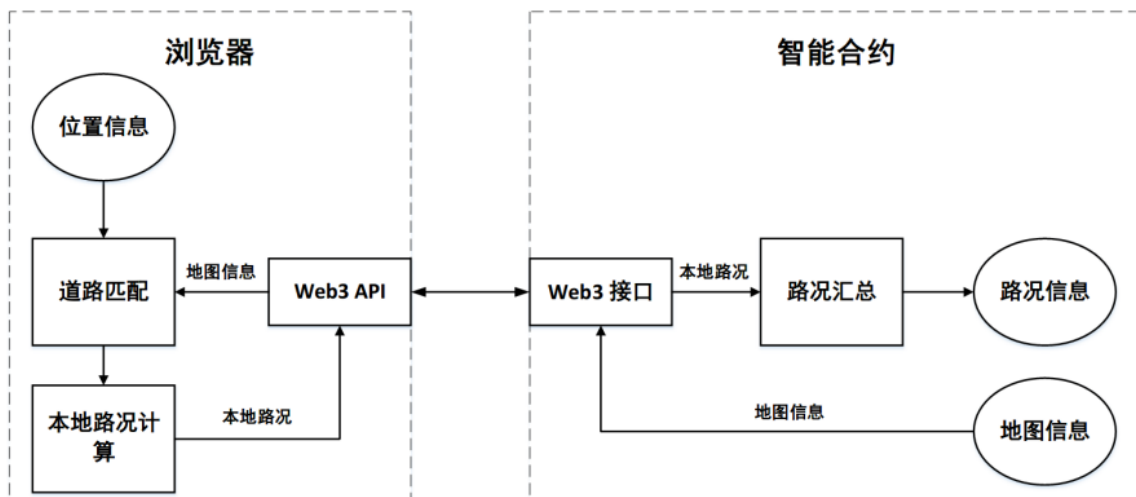 浏览器
智能合约
位置信息
道路匹配
地图信息
Web3 API
Web3 接口
本地路况
路况汇总
路况信息
本地路况计
算
本地路况
地图信息
地图信息